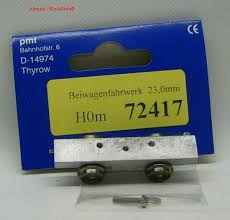 pmt
Bahnhofstr. 6
D-14974
Thyrow
CE
Beiwagenfahrwerk 23,0mm
H0m 72417